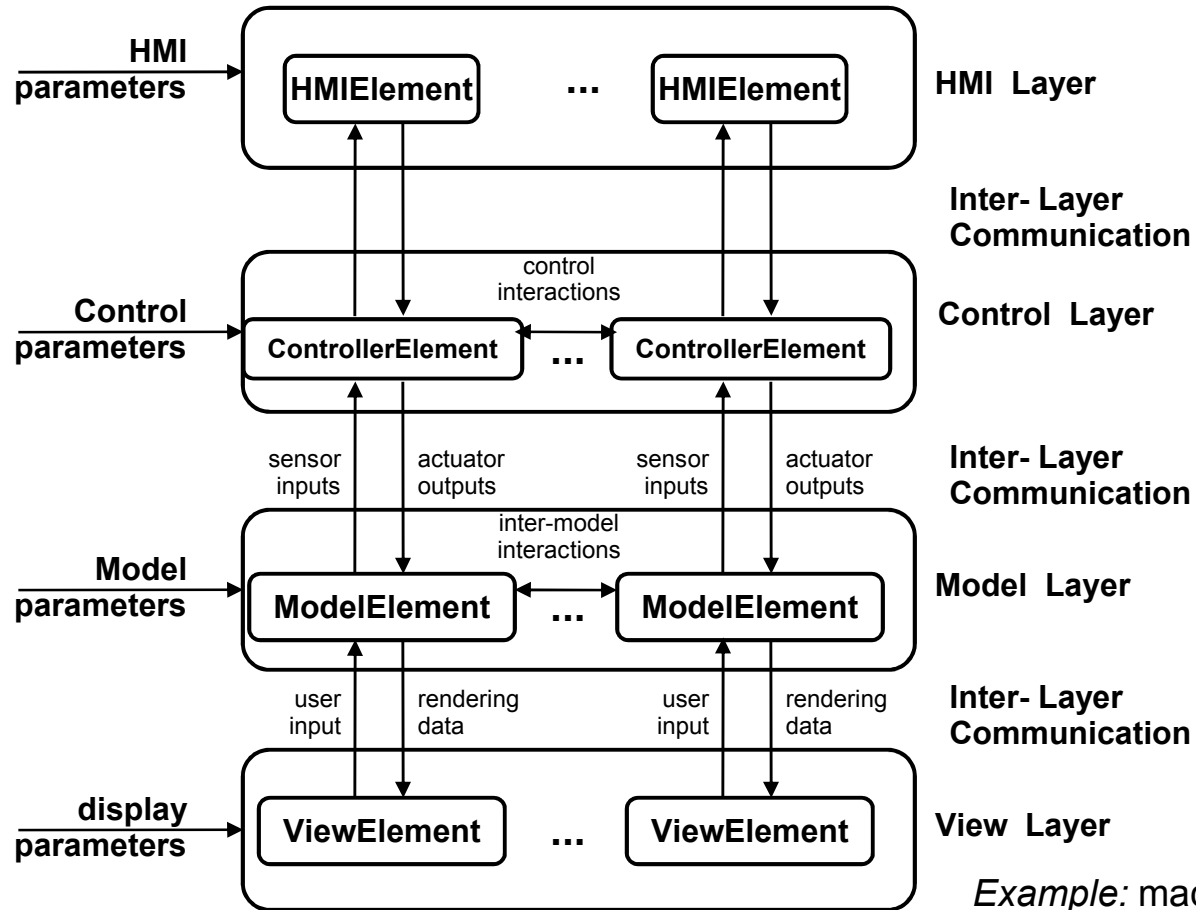 HMI
parameters
HMIElement
...
HMIElement
HMI Layer
Inter- Layer
Communication
control
interactions
Control
parameters
ControllerElement
...
ControllerElement
Control Layer
sensor
inputs
actuator
outputs
sensor
inputs
actuator
outputs
Inter- Layer
Communication
inter-model
interactions
Model
parameters
ModelElement
...
ModelElement
Model Layer
user
input
rendering
data
user
input
rendering
data
Inter- Layer
Communication
display
parameters
ViewElement
...
ViewElement
View Layer
Example: